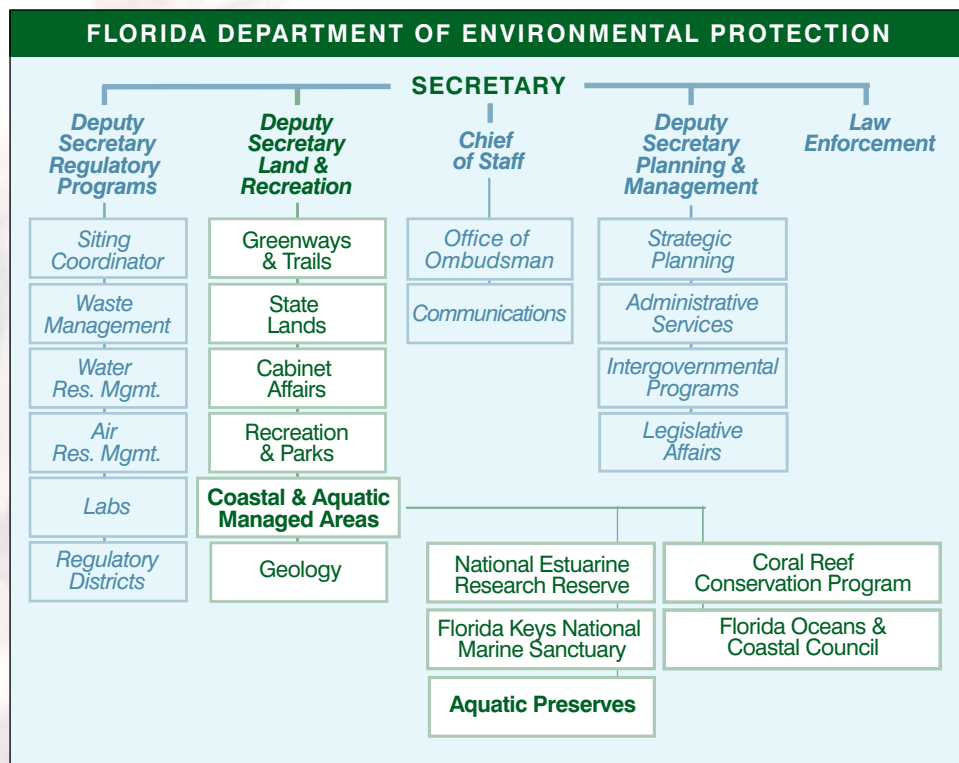 FLORIDA DEPARTMENT OF ENVIRONMENTAL PROTECTION
SECRETARY
Deputy
Secretary
Regulatory
Programs
Siting
Coordinator
Waste
Management
Water
Res. Mgmt.
Air
Res. Mgmt.
Labs
Regulatory
Districts
Deputy
Secretary
Land &
Recreation
Greenways
& Trails
State
Lands
Cabinet
Affairs
Recreation
& Parks
Coastal & Aquatic
Managed Areas
Geology
National Estuarine
Research Reserve
Florida Keys National
Marine Sanctuary
Aquatic Preserves
Coral Reef
Conservation Program
Florida Oceans &
Coastal Council
Chief
of Staff
Office of
Ombudsman
Communications
Deputy
Secretary
Planning &
Management
Strategic
Planning
Administrative
Services
Intergovernmental
Programs
Legislative
Affairs
Law
Enforcement